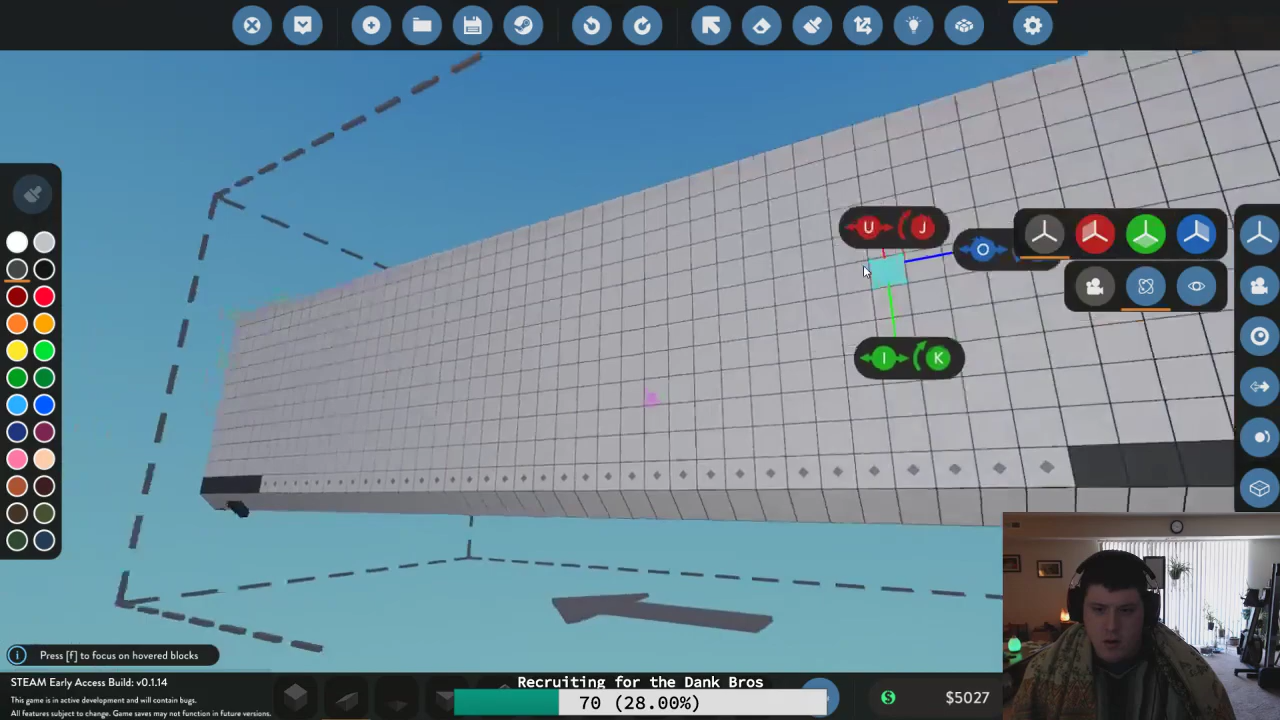 U J
O
I K
Press [f] to focus on hovered blocks
STEAM Early Access Build: v0.1.14
This game is in active development and will contain bugs.
All features subject to change. Game saves may not function in future versions.
Recruiting for the Dank Bros
70 (28.00%)
$ $5027